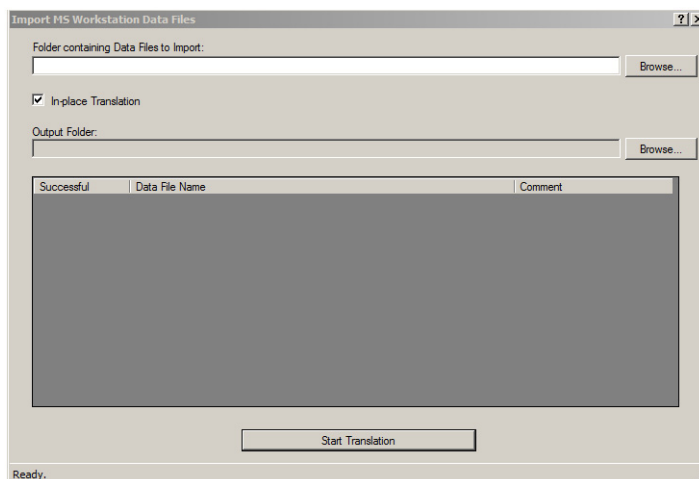 Import MS Workstation Data Files
Folder containing Data Files to Import:
Browse...
In-place Translation
Output Folder:
Browse...
Successful Data File Name Comment
Start Translation
Ready.